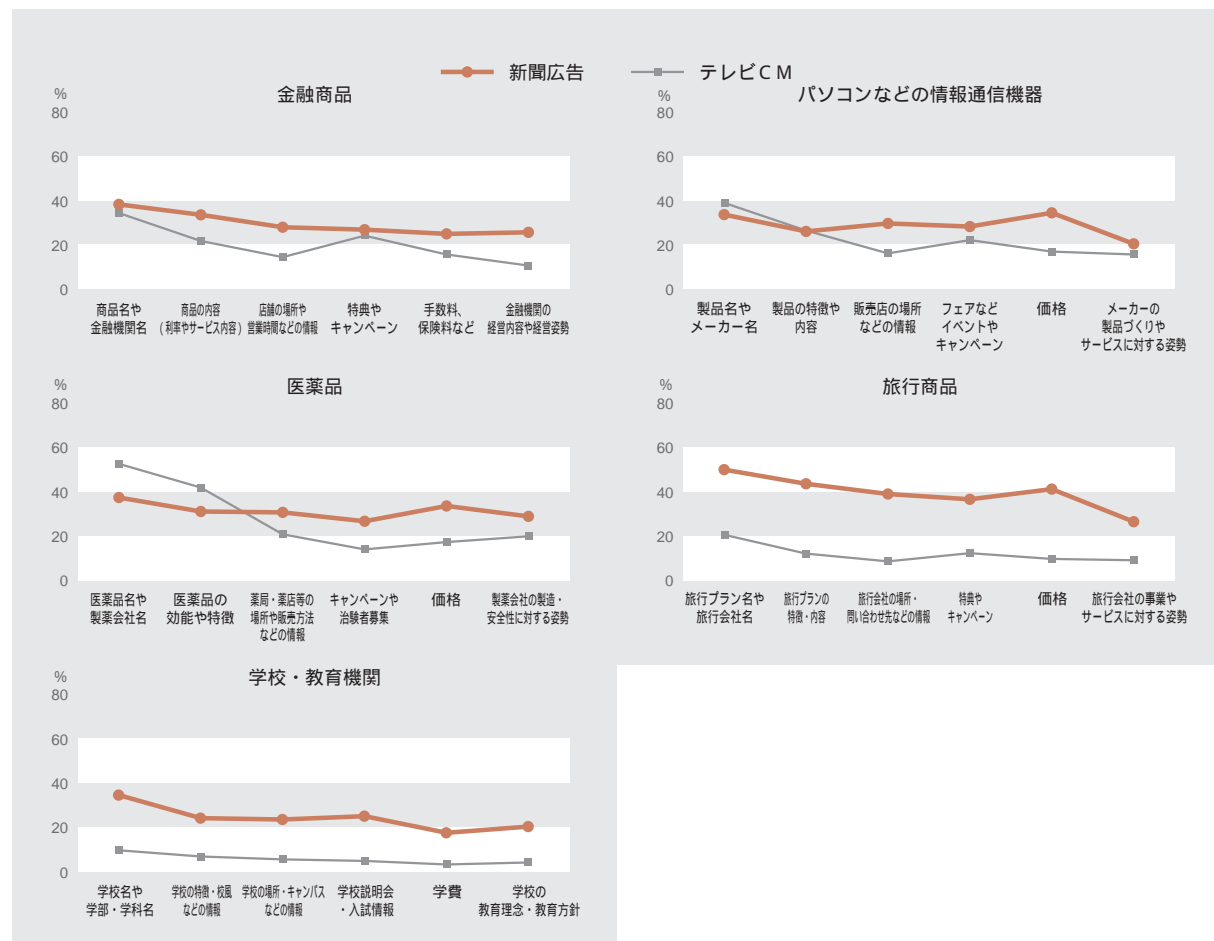 新聞広告
テレビＣＭ
金融商品
%
80
60
40
20
0
商品名や
金融機関名
商品の内容
(利率やサービス内容)
店舗の場所や
営業時間などの情報
特典や
キャンペーン
手数料、
保険料など
金融機関の
経営内容や経営姿勢
パソコンなどの情報通信機器
%
80
60
40
20
0
製品名や
メーカー名
製品の特徴や
内容
販売店の場所
などの情報
フェアなど
イベントや
キャンペーン
価格
メーカーの
製品づくりや
サービスに対する姿勢
医薬品
%
80
60
40
20
0
医薬品名や
製薬会社名
医薬品の
効能や特徴
薬局・薬店等の
場所や販売方法
などの情報
キャンペーンや
治験者募集
価格
製薬会社の製造・
安全性に対する姿勢
旅行商品
%
80
60
40
20
0
旅行プラン名や
旅行会社名
旅行プランの
特徴・内容
旅行会社の場所・
問い合わせ先などの情報
特典や
キャンペーン
価格
旅行会社の事業や
サービスに対する姿勢
学校・教育機関
%
80
60
40
20
0
学校名や
学部・学科名
学校の特徴・校風
などの情報
学校の場所・キャンパス
などの情報
学校説明会
・入試情報
学費
学校の
教育理念・教育方針